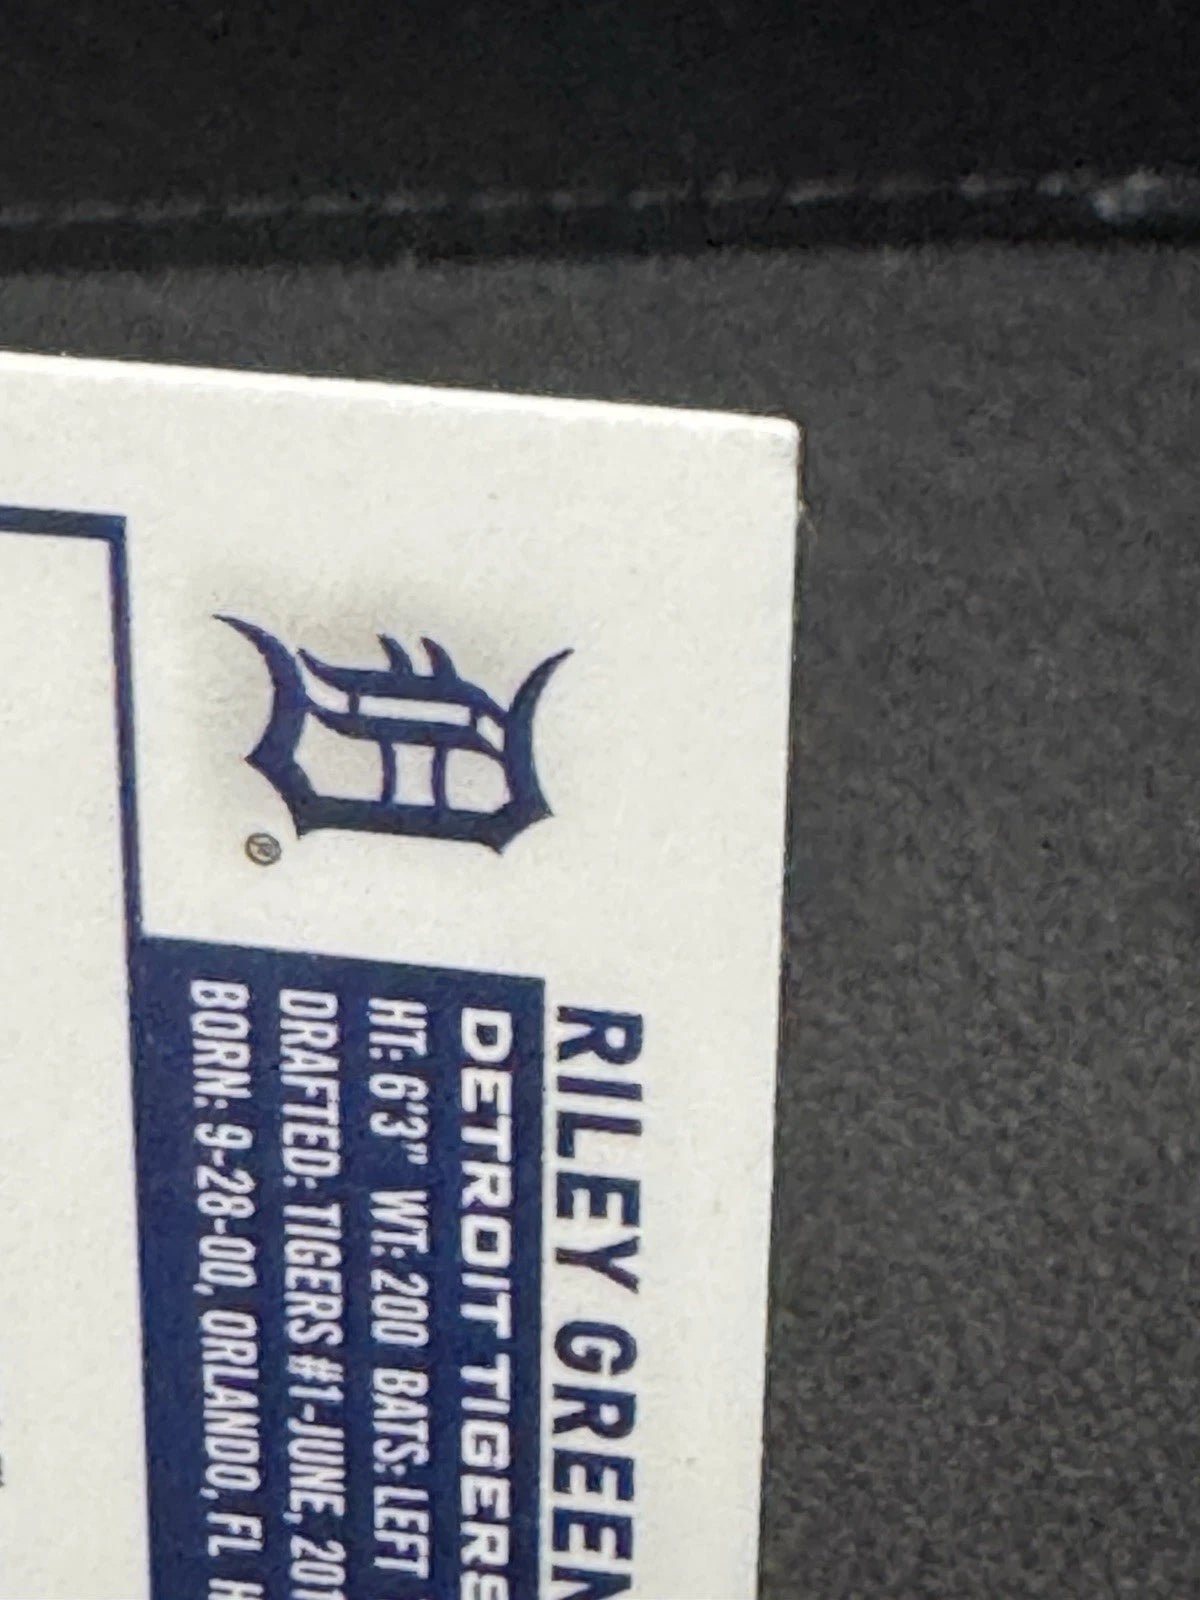 RILEY GREEN
DETROIT TIGERS
HT: 6'3" WT: 200 BATS: LEFT
DRAFTED: TIGERS #1-JUNE, 201
BORN: 9-28-00, ORLANDO, FL H
D
®